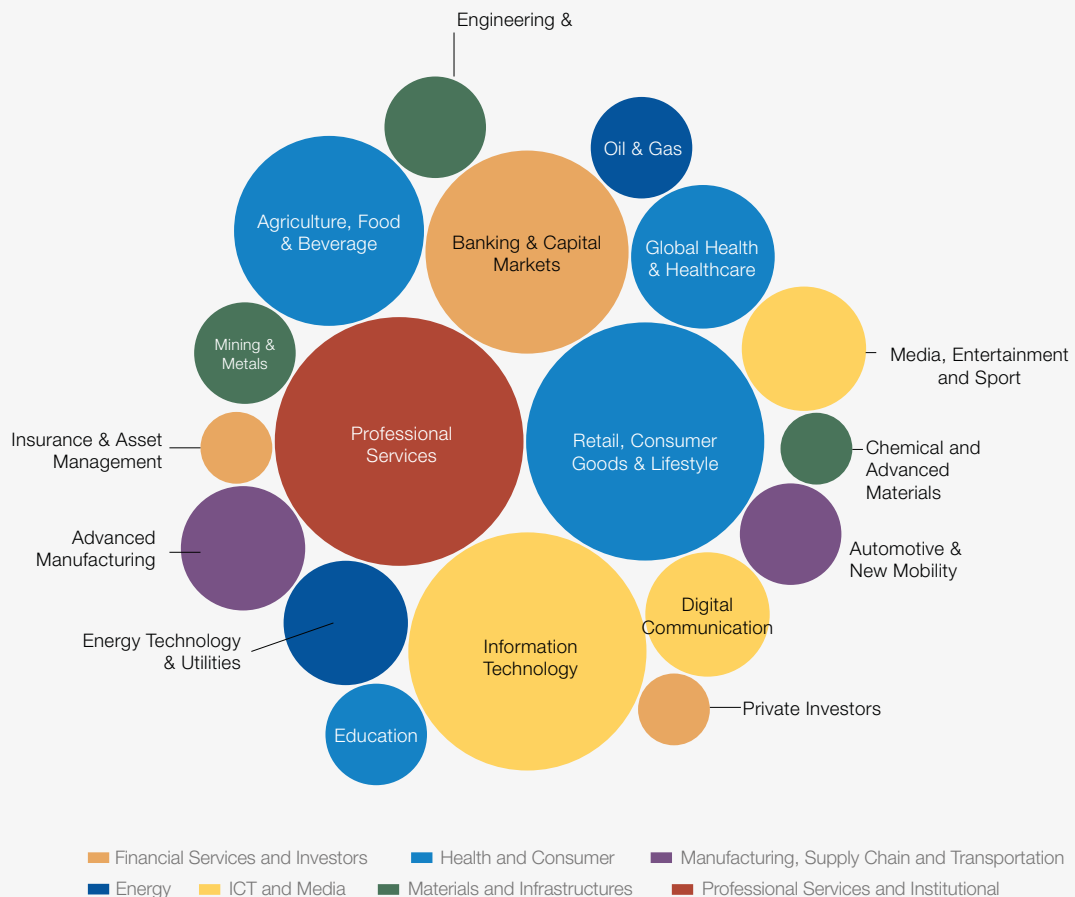 Engineering &
Oil & Gas
Agriculture, Food
& Beverage
Banking & Capital
Markets
Global Health
& Healthcare
Mining &
Metals
Media, Entertainment
and Sport
Insurance & Asset
Management
Professional
Services
Retail, Consumer
Goods & Lifestyle
Chemical and
Advanced
Materials
Advanced
Manufacturing
Automotive &
New Mobility
Energy Technology
& Utilities
Information
Technology
Digital
Communication
Education
Private Investors
Financial Services and Investors
Health and Consumer
Manufacturing, Supply Chain and Transportation
Energy
ICT and Media
Materials and Infrastructures
Professional Services and Institutional